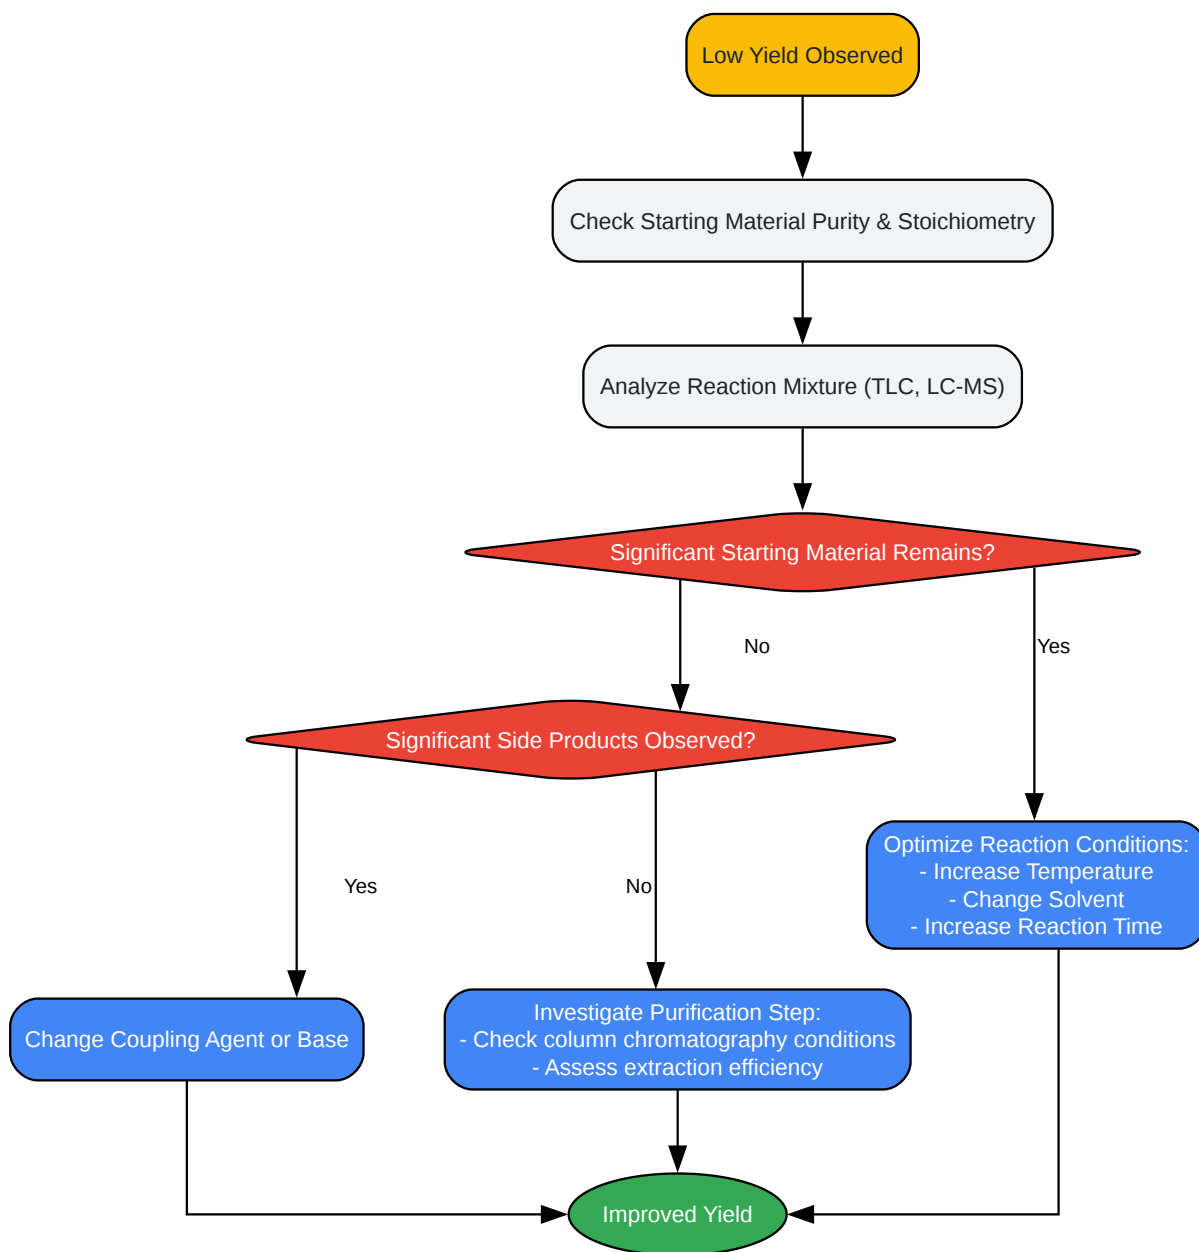 Low Yield Observed
Check Starting Material Purity & Stoichiometry
Analyze Reaction Mixture (TLC, LC-MS)
Significant Starting Material Remains?
No
Yes
Significant Side Products Observed?
Optimize Reaction Conditions:
- Increase Temperature
- Change Solvent
- Increase Reaction Time
Yes
No
Change Coupling Agent or Base
Investigate Purification Step:
- Check column chromatography conditions
- Assess extraction efficiency
Improved Yield